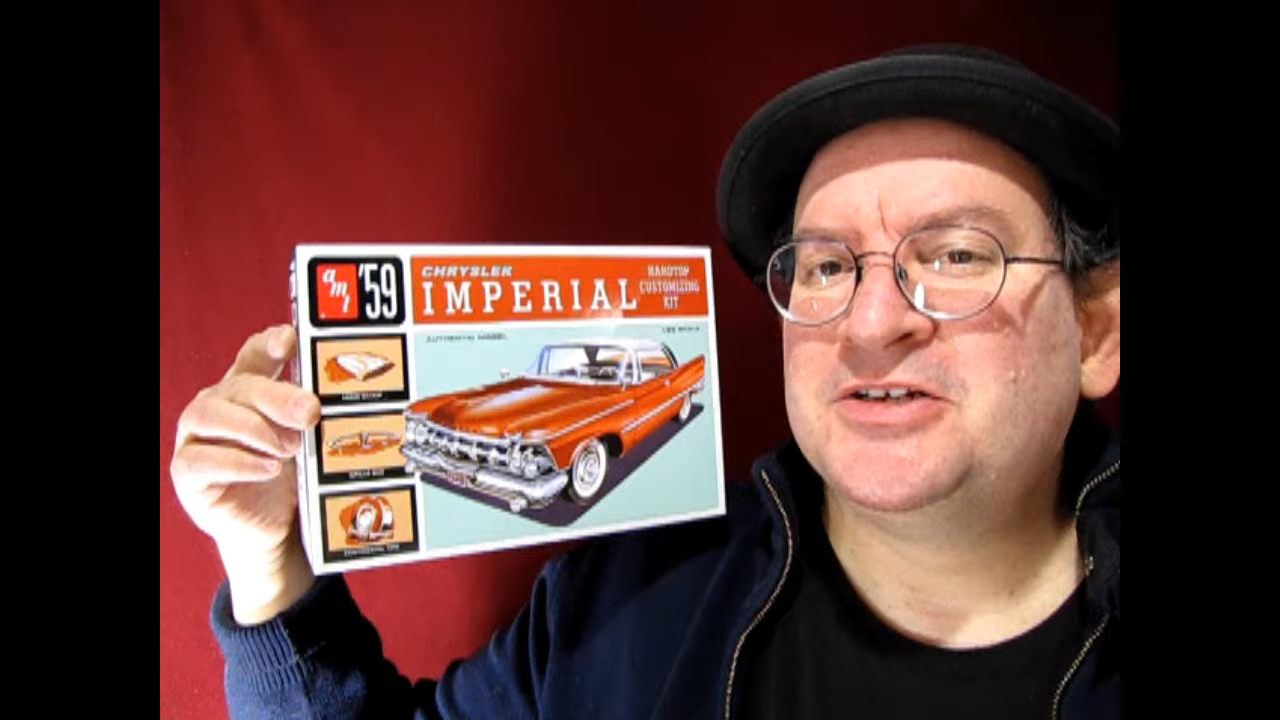 amt
'59
CHRYSLER
IMPERIAL
HARDTOP
CUSTOMIZING
KIT
AUTHENTIC MODEL